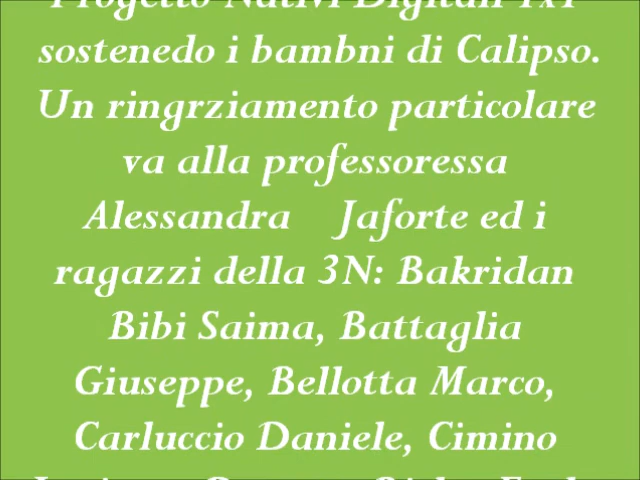 Progetto Nativi Digitali 1x1
sostenedo i bambni di Calipso.
Un ringrziamento particolare
va alla professoressa
Alessandra Jaforte ed i
ragazzi della 3N: Bakridan
Bibi Saima, Battaglia
Giuseppe, Bellotta Marco,
Carluccio Daniele, Cimino